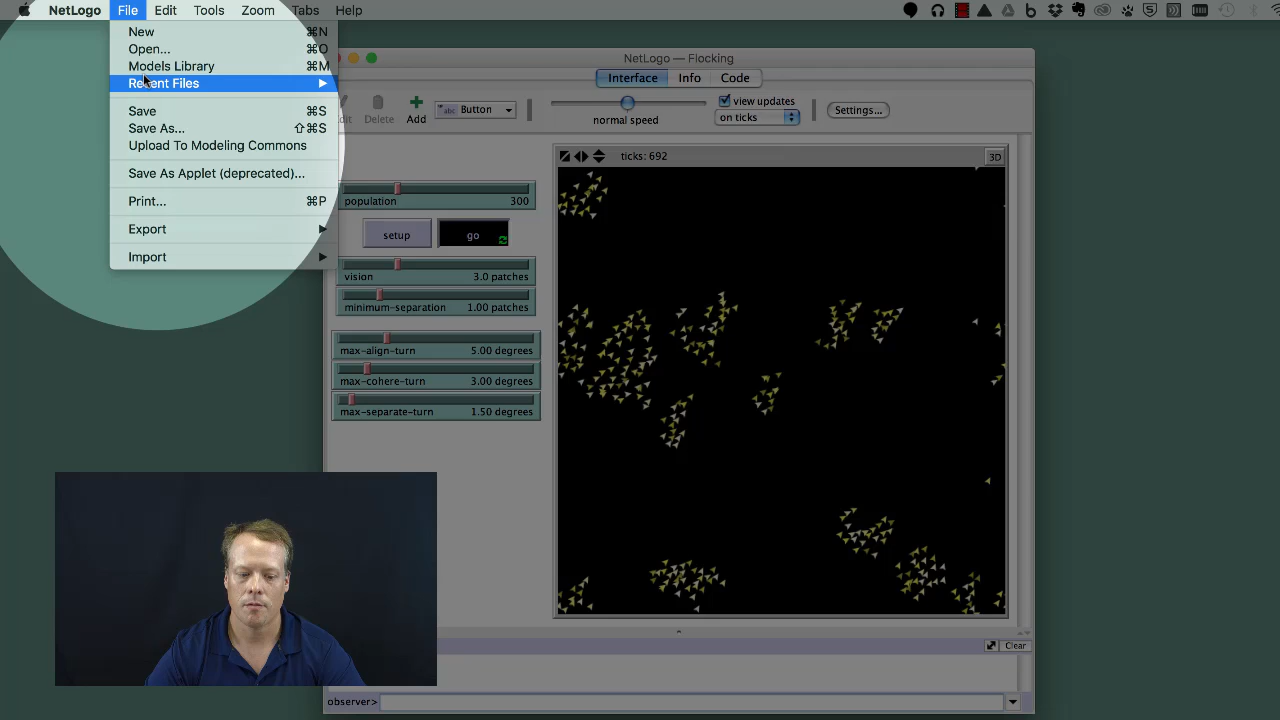 NetLogo File Edit Tools Zoom Tabs Help
New ⌘N
Open... ⌘O
Models Library ⌘M
Recent Files
Save ⌘S
Save As... ⇧⌘S
Upload To Modeling Commons
Save As Applet (deprecated)...
Print... ⌘P
Export
Import
NetLogo — Flocking
Interface Info Code
Delete Add abc Button
normal speed
view updates
on ticks
Settings...
ticks: 692
3D
population 300
setup go
vision 3.0 patches
minimum-separation 1.00 patches
max-align-turn 5.00 degrees
max-cohere-turn 3.00 degrees
max-separate-turn 1.50 degrees
Clear
observer>